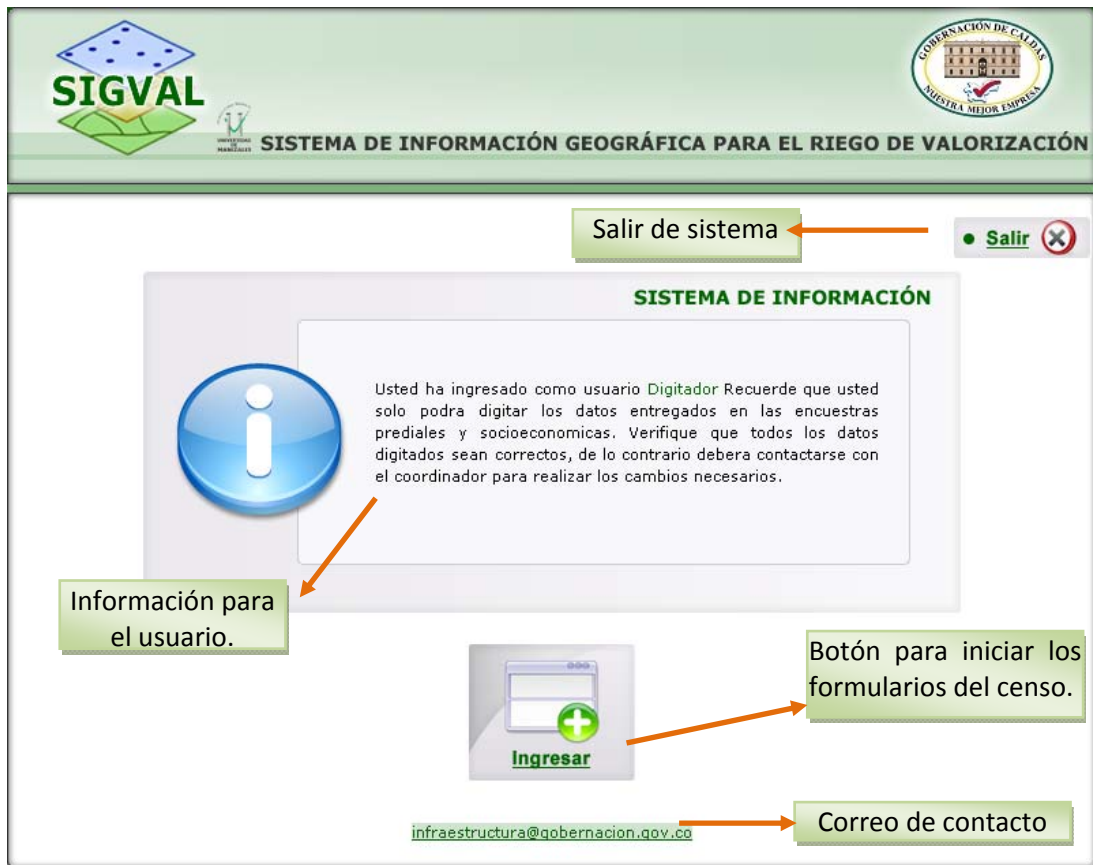 SIGVAL
GOBERNACIÓN DE CALDAS
NUESTRA MEJOR EMPRESA
UNIVERSIDAD
DE
MANIZALES
SISTEMA DE INFORMACIÓN GEOGRÁFICA PARA EL RIEGO DE VALORIZACIÓN
Salir de sistema
Salir
SISTEMA DE INFORMACIÓN
Usted ha ingresado como usuario Digitador Recuerde que usted
solo podra digitar los datos entregados en las encuestras
prediales y socioeconomicas. Verifique que todos los datos
digitados sean correctos, de lo contrario debera contactarse con
el coordinador para realizar los cambios necesarios.
Información para
el usuario.
Botón para iniciar los
formularios del censo.
Ingresar
infraestructura@gobernacion.gov.co
Correo de contacto